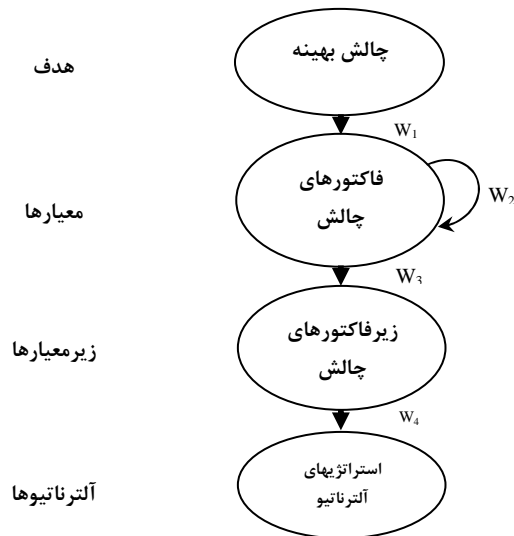 چالش بهینه
هدف
W1
فاکتورهای
چالش
معیارها
W2
W3
زیرفاکتورهای
چالش
زیرمعیارها
W4
استراتژیهای
آلترناتیو
آلترناتیوها